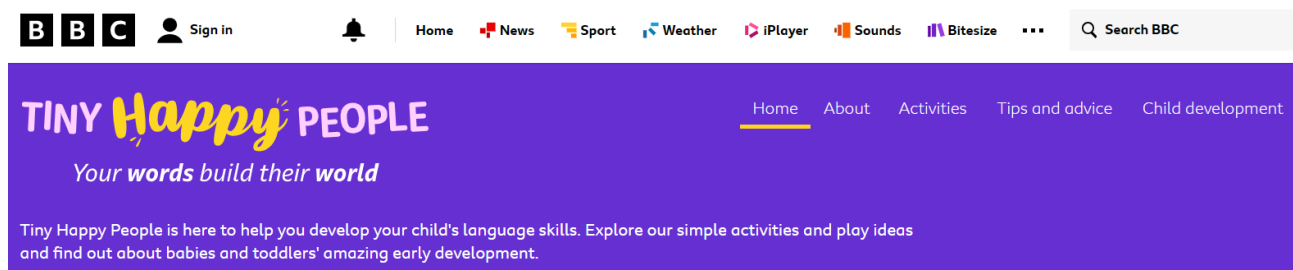 BBC Sign in Home News Sport Weather iPlayer Sounds Bitesize Search BBC
TINY Happy PEOPLE
Home About Activities Tips and advice Child development
Your words build their world
Tiny Happy People is here to help you develop your child's language skills. Explore our simple activities and play ideas
and find out about babies and toddlers' amazing early development.